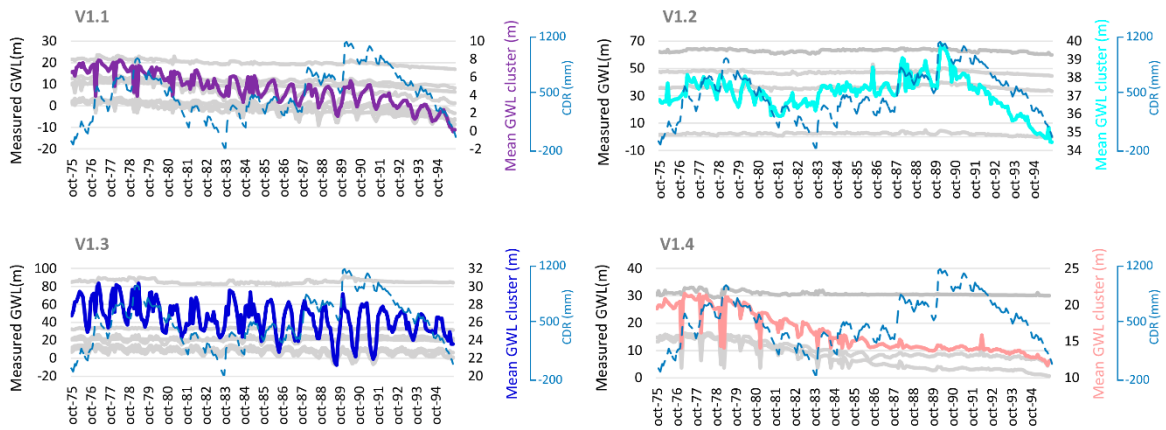 V1.1
Measured GWL(m)
30
20
10
0
-10
-20
10
8
6
4
2
0
-2
Mean GWL cluster (m)
1200
500
-200
CDR (mm)
oct-75
oct-76
oct-77
oct-78
oct-79
oct-80
oct-81
oct-82
oct-83
oct-84
oct-85
oct-86
oct-87
oct-88
oct-89
oct-90
oct-91
oct-92
oct-93
oct-94
V1.2
Measured GWL(m)
70
50
30
10
-10
40
39
38
37
36
35
34
Mean GWL cluster (m)
1200
500
-200
CDR (mm)
oct-75
oct-76
oct-77
oct-78
oct-79
oct-80
oct-81
oct-82
oct-83
oct-84
oct-85
oct-86
oct-87
oct-88
oct-89
oct-90
oct-91
oct-92
oct-93
oct-94
V1.3
Measured GWL(m)
100
80
60
40
20
0
-20
32
30
28
26
24
22
20
Mean GWL cluster (m)
1200
500
-200
CDR (mm)
oct-75
oct-76
oct-77
oct-78
oct-79
oct-80
oct-81
oct-82
oct-83
oct-84
oct-85
oct-86
oct-87
oct-88
oct-89
oct-90
oct-91
oct-92
oct-93
oct-94
V1.4
Measured GWL(m)
40
30
20
10
0
25
20
15
10
Mean GWL cluster (m)
1200
500
-200
CDR (mm)
oct-75
oct-76
oct-77
oct-78
oct-79
oct-80
oct-81
oct-82
oct-83
oct-84
oct-85
oct-86
oct-87
oct-88
oct-89
oct-90
oct-91
oct-92
oct-93
oct-94